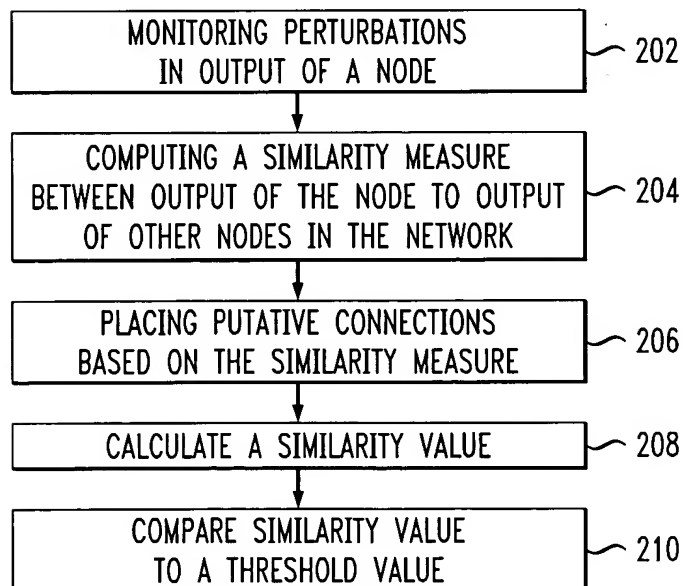 MONITORING PERTURBATIONS
IN OUTPUT OF A NODE
202
COMPUTING A SIMILARITY MEASURE
BETWEEN OUTPUT OF THE NODE TO OUTPUT
OF OTHER NODES IN THE NETWORK
204
PLACING PUTATIVE CONNECTIONS
BASED ON THE SIMILARITY MEASURE
206
CALCULATE A SIMILARITY VALUE
208
COMPARE SIMILARITY VALUE
TO A THRESHOLD VALUE
210